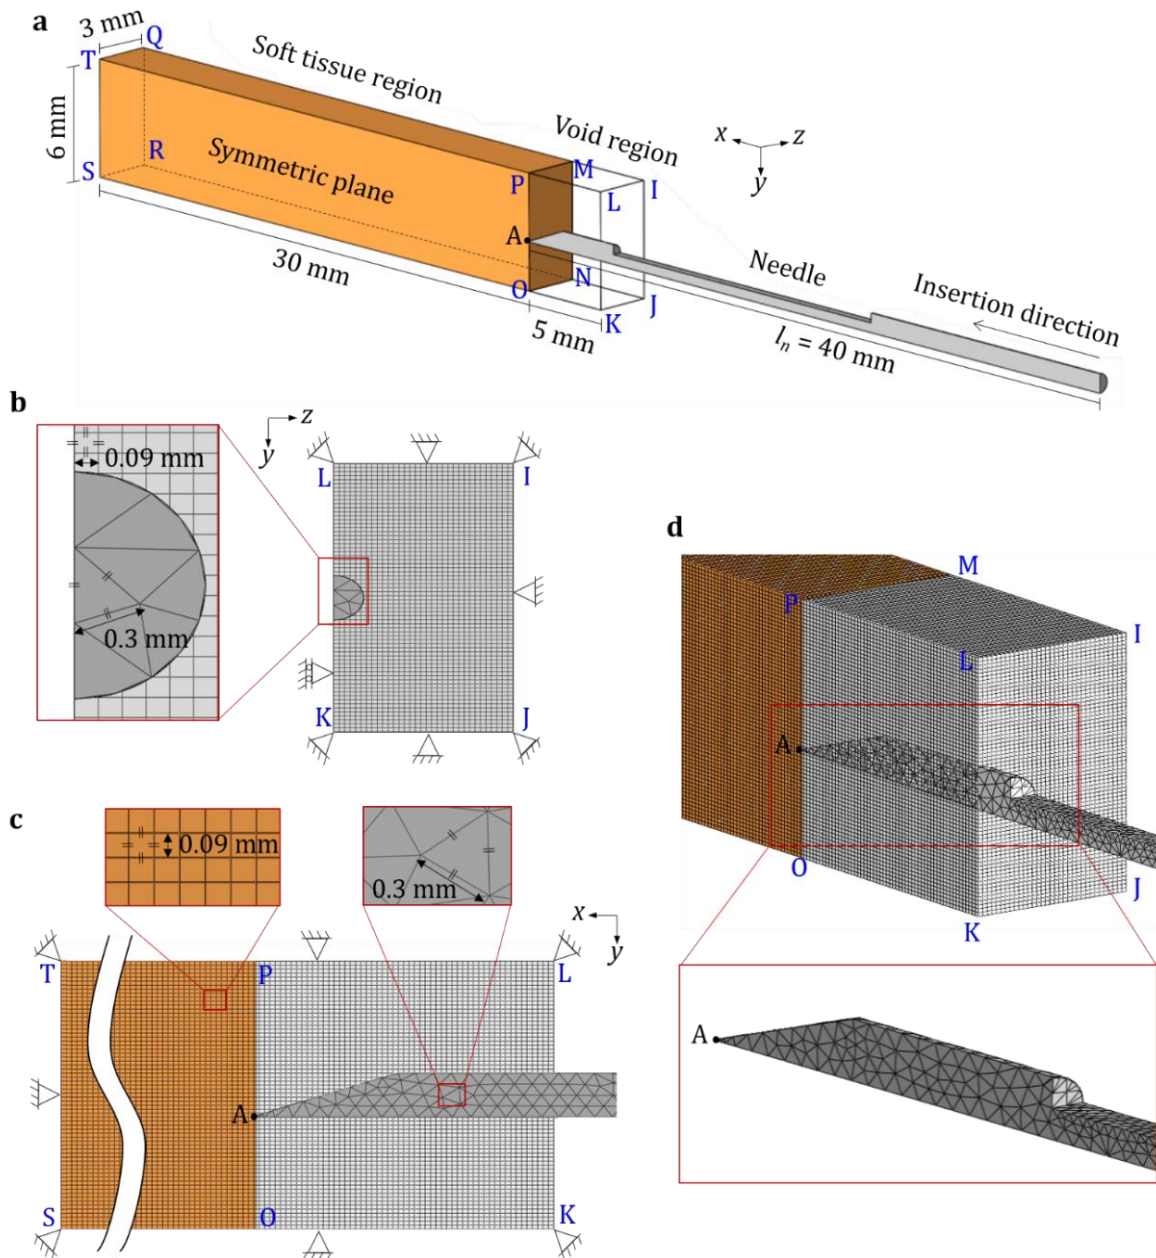 a
3 mm
Q
T
Soft tissue region
6 mm
Void region
x
z
y
R
S
Symmetric plane
M
I
P
L
A
30 mm
N
O
Needle
J
K
5 mm
Insertion direction
lₙ = 40 mm
b
z
y
0.09 mm
0.3 mm
L
I
K
J
c
0.09 mm
0.3 mm
x
y
T
P
L
A
S
O
K
d
M
P
I
L
A
O
J
K
A